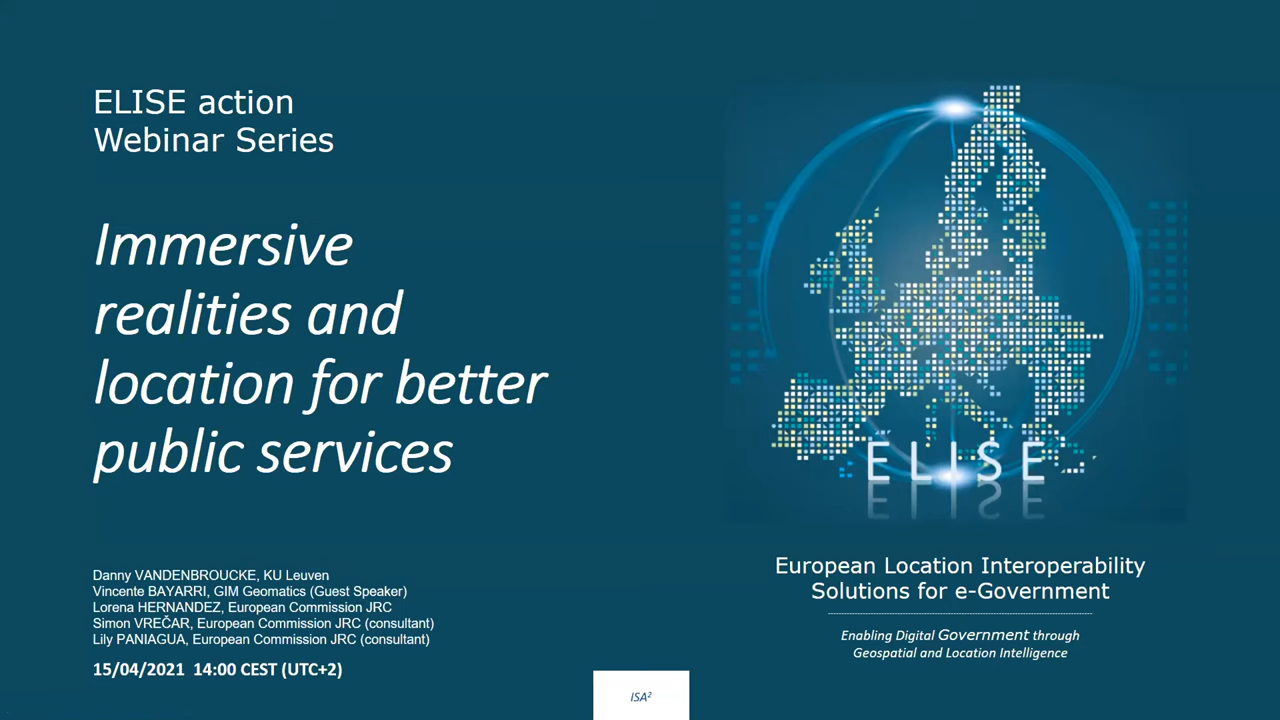 ELISE action
Webinar Series
Immersive
realities and
location for better
public services
Danny VANDENBROUCKE, KU Leuven
Vincente BAYARRI, GIM Geomatics (Guest Speaker)
Lorena HERNANDEZ, European Commission JRC
Simon VREČAR, European Commission JRC (consultant)
Lily PANIAGUA, European Commission JRC (consultant)
15/04/2021 14:00 CEST (UTC+2)
ELISE
European Location Interoperability
Solutions for e-Government
Enabling Digital Government through
Geospatial and Location Intelligence
ISA²